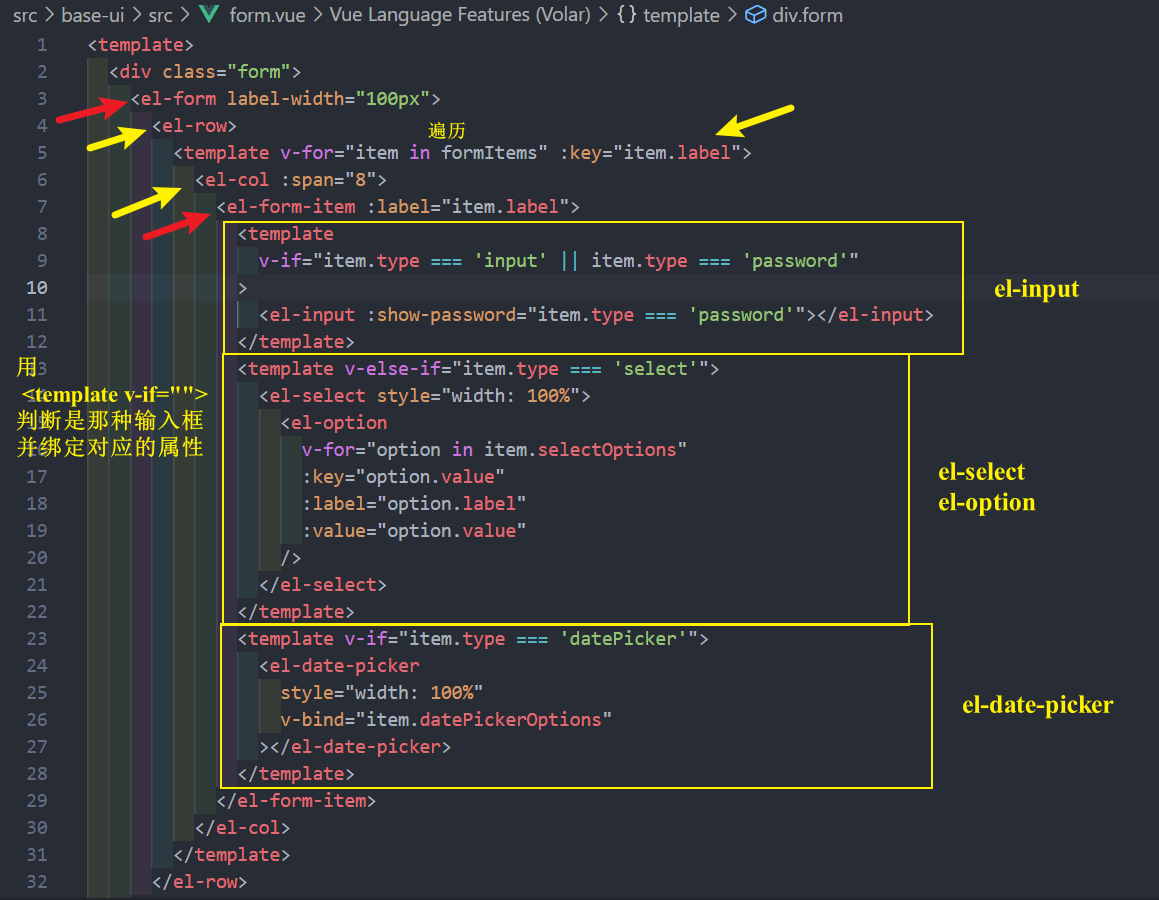 src > base-ui > src > form.vue > Vue Language Features (Volar) > {} template > div.form
1 <template>
2 <div class="form">
3 <el-form label-width="100px">
4 <el-row>
遍历
5 <template v-for="item in formItems" :key="item.label">
6 <el-col :span="8">
7 <el-form-item :label="item.label">
8 <template
9 v-if="item.type === 'input' || item.type === 'password'"
10 >
el-input
11 <el-input :show-password="item.type === 'password'"></el-input>
12 </template>
用
13 <template v-else-if="item.type === 'select'">
<template v-if="">
<el-select style="width: 100%">
判断是那种输入框
<el-option
并绑定对应的属性
v-for="option in item.selectOptions"
17 :key="option.value"
el-select
18 :label="option.label"
el-option
19 :value="option.value"
20 />
21 </el-select>
22 </template>
23 <template v-if="item.type === 'datePicker'">
24 <el-date-picker
25 style="width: 100%"
el-date-picker
26 v-bind="item.datePickerOptions"
27 ></el-date-picker>
28 </template>
29 </el-form-item>
30 </el-col>
31 </template>
32 </el-row>